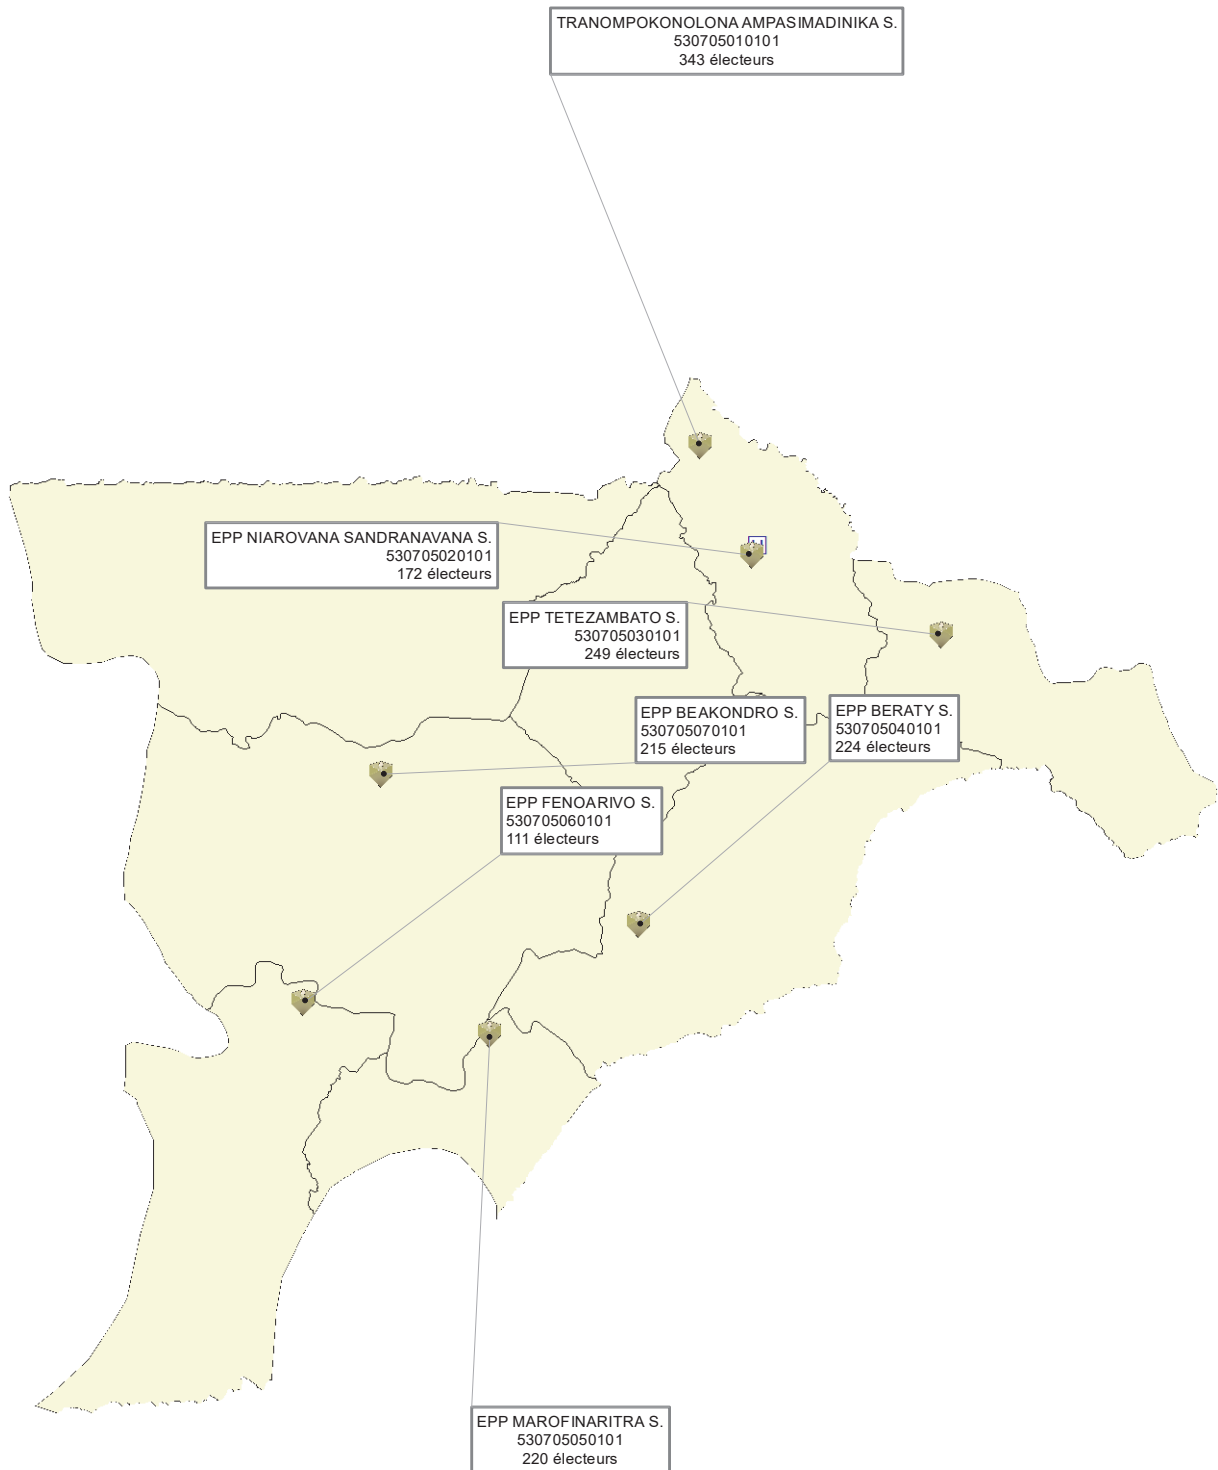 TRANOMPOKONOLONA AMPASIMADINIKA S.
530705010101
343 électeurs
EPP NIAROVANA SANDRANAVANA S.
530705020101
172 électeurs
EPP TETEZAMBATO S.
530705030101
249 électeurs
EPP BEAKONDRO S.
530705070101
215 électeurs
EPP BERATY S.
530705040101
224 électeurs
EPP FENOARIVO S.
530705060101
111 électeurs
EPP MAROFINARITRA S.
530705050101
220 électeurs